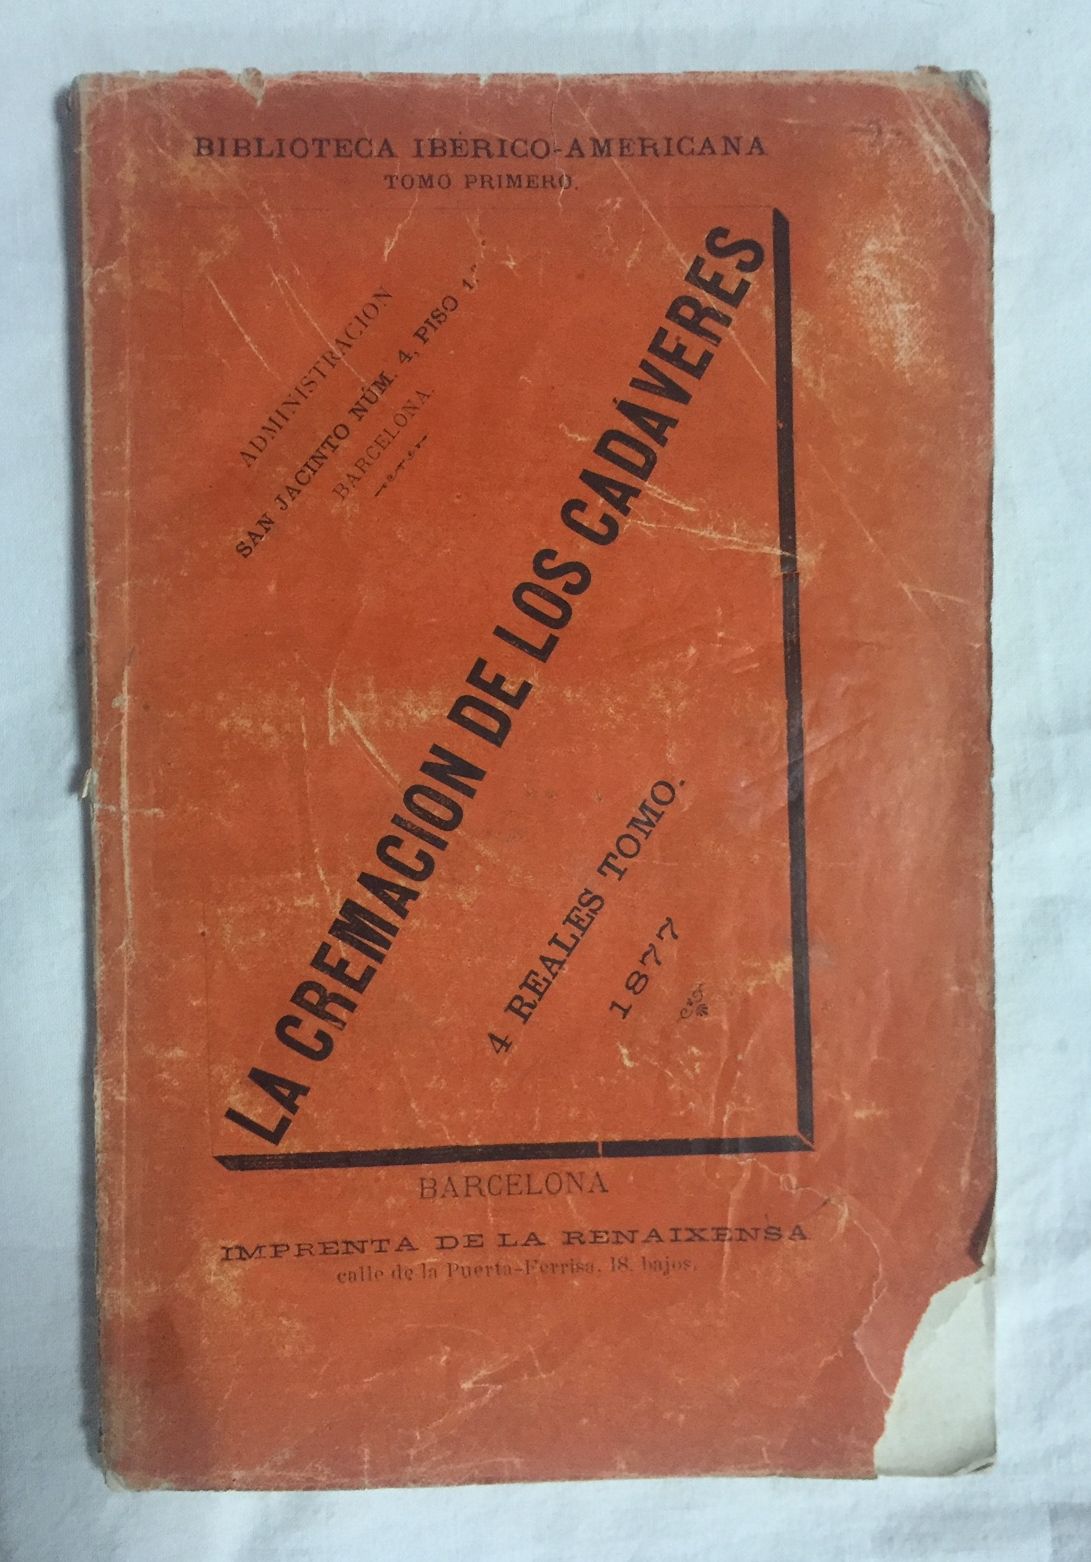 BIBLIOTECA IBÉRICO-AMERICANA
TOMO PRIMERO.
ADMINISTRACION
SAN JACINTO NÚM. 4, PISO 1.º
BARCELONA.
LA CREMACION DE LOS CADÁVERES
4 REALES TOMO.
1877
BARCELONA
IMPRENTA DE LA RENAIXENSA
calle de la Puerta-Ferrisa, 18, bajos.